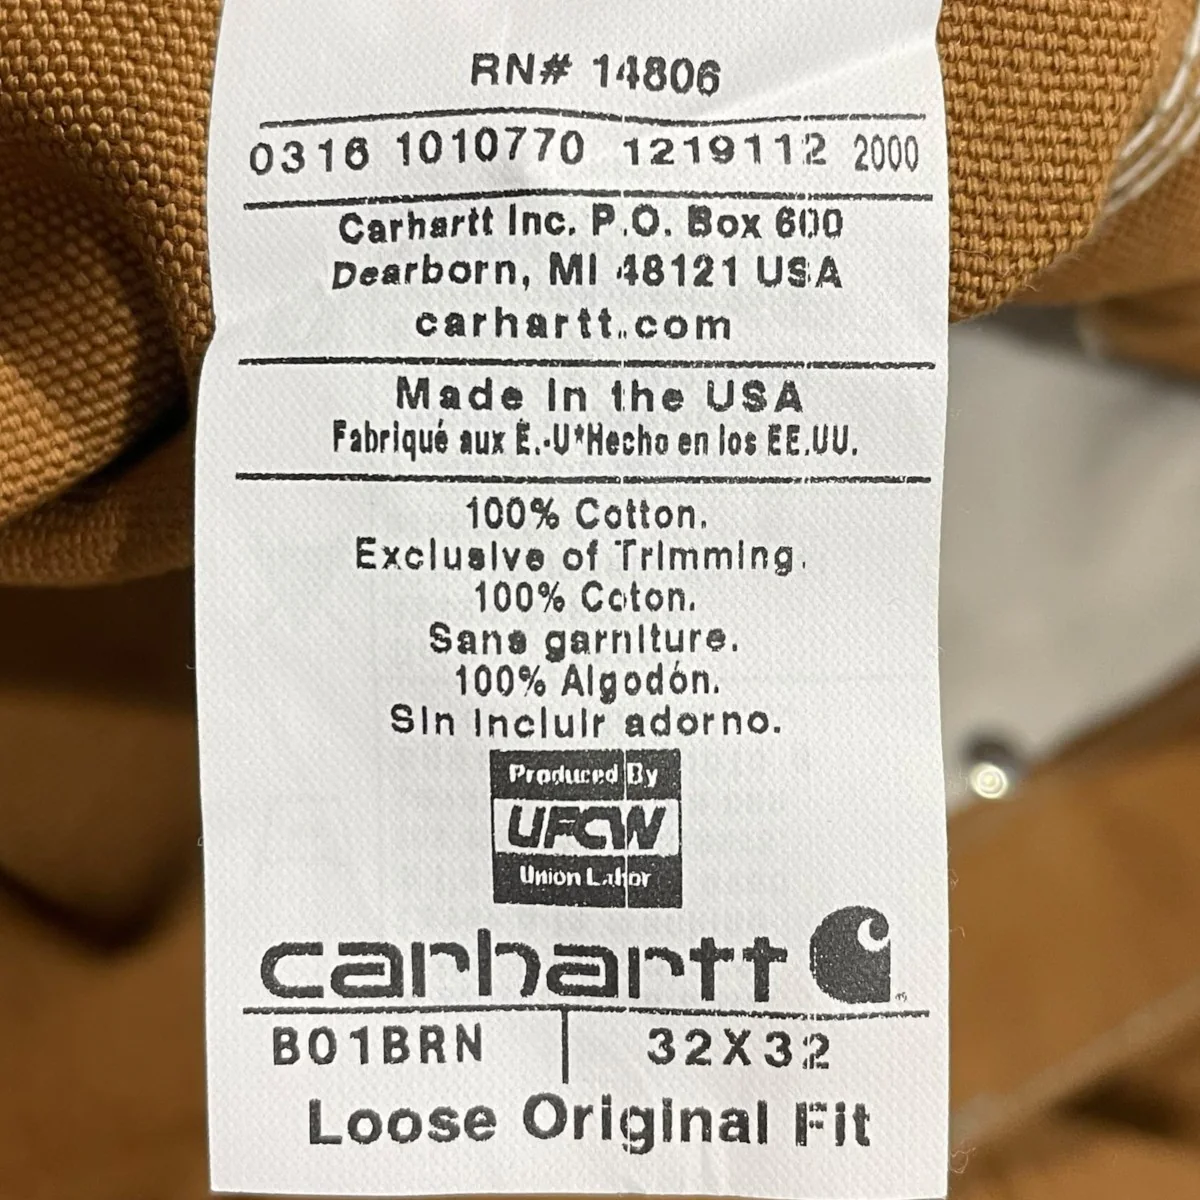 RN# 14806
0316 1010770 1219112 2000
Carhartt Inc. P.O. Box 600
Dearborn, MI 48121 USA
carhartt.com
Made In the USA
Fabriqué aux É.-U*Hecho en los EE.UU.
100% Cotton.
Exclusive of Trimming.
100% Coton.
Sans garniture.
100% Algodón.
Sin Incluir adorno.
Produced By
UFCW
Union Labor
carhartt
B01BRN 32X32
Loose Original Fit